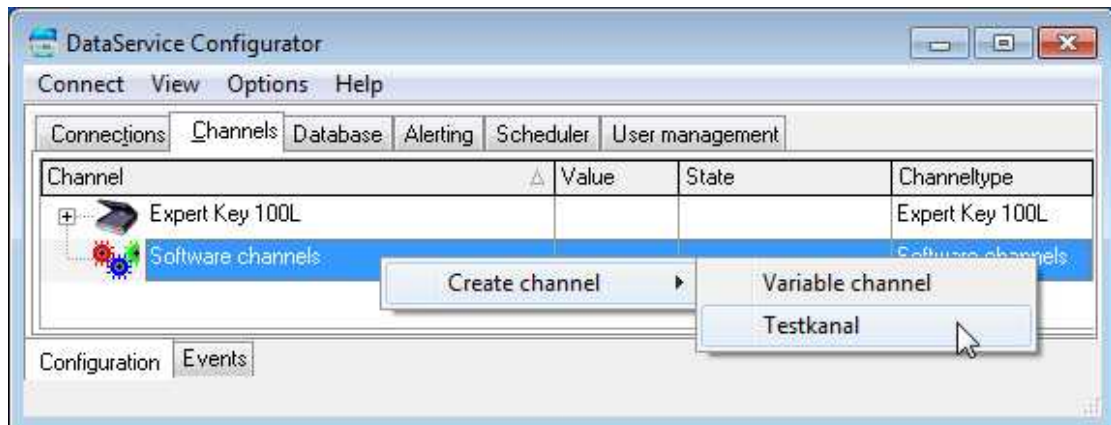 DataService Configurator
Connect View Options Help
Connections Channels Database Alerting Scheduler User management
Channel Value State Channeltype
Expert Key 100L Expert Key 100L
Software channels Software channels
Create channel Variable channel
Testkanal
Configuration Events